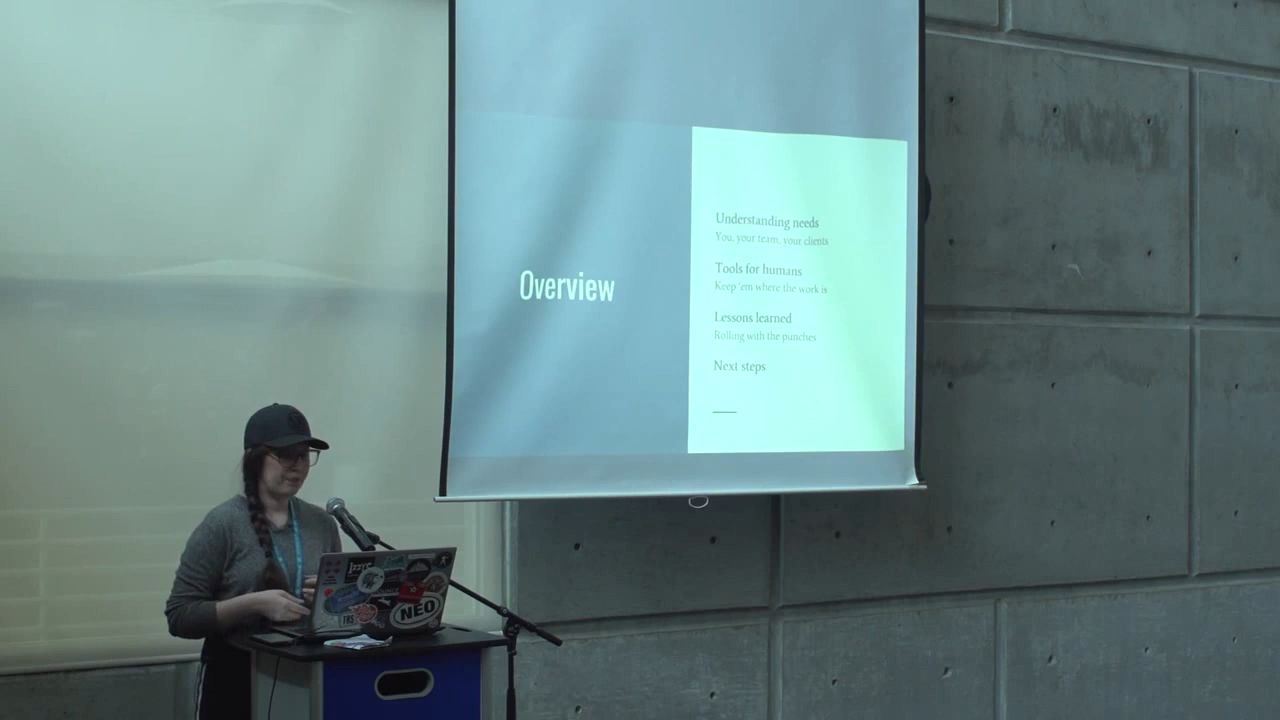 Overview
Understanding needs
You, your team, your clients
Tools for humans
Keep 'em where the work is
Lessons learned
Rolling with the punches
Next steps
NEO